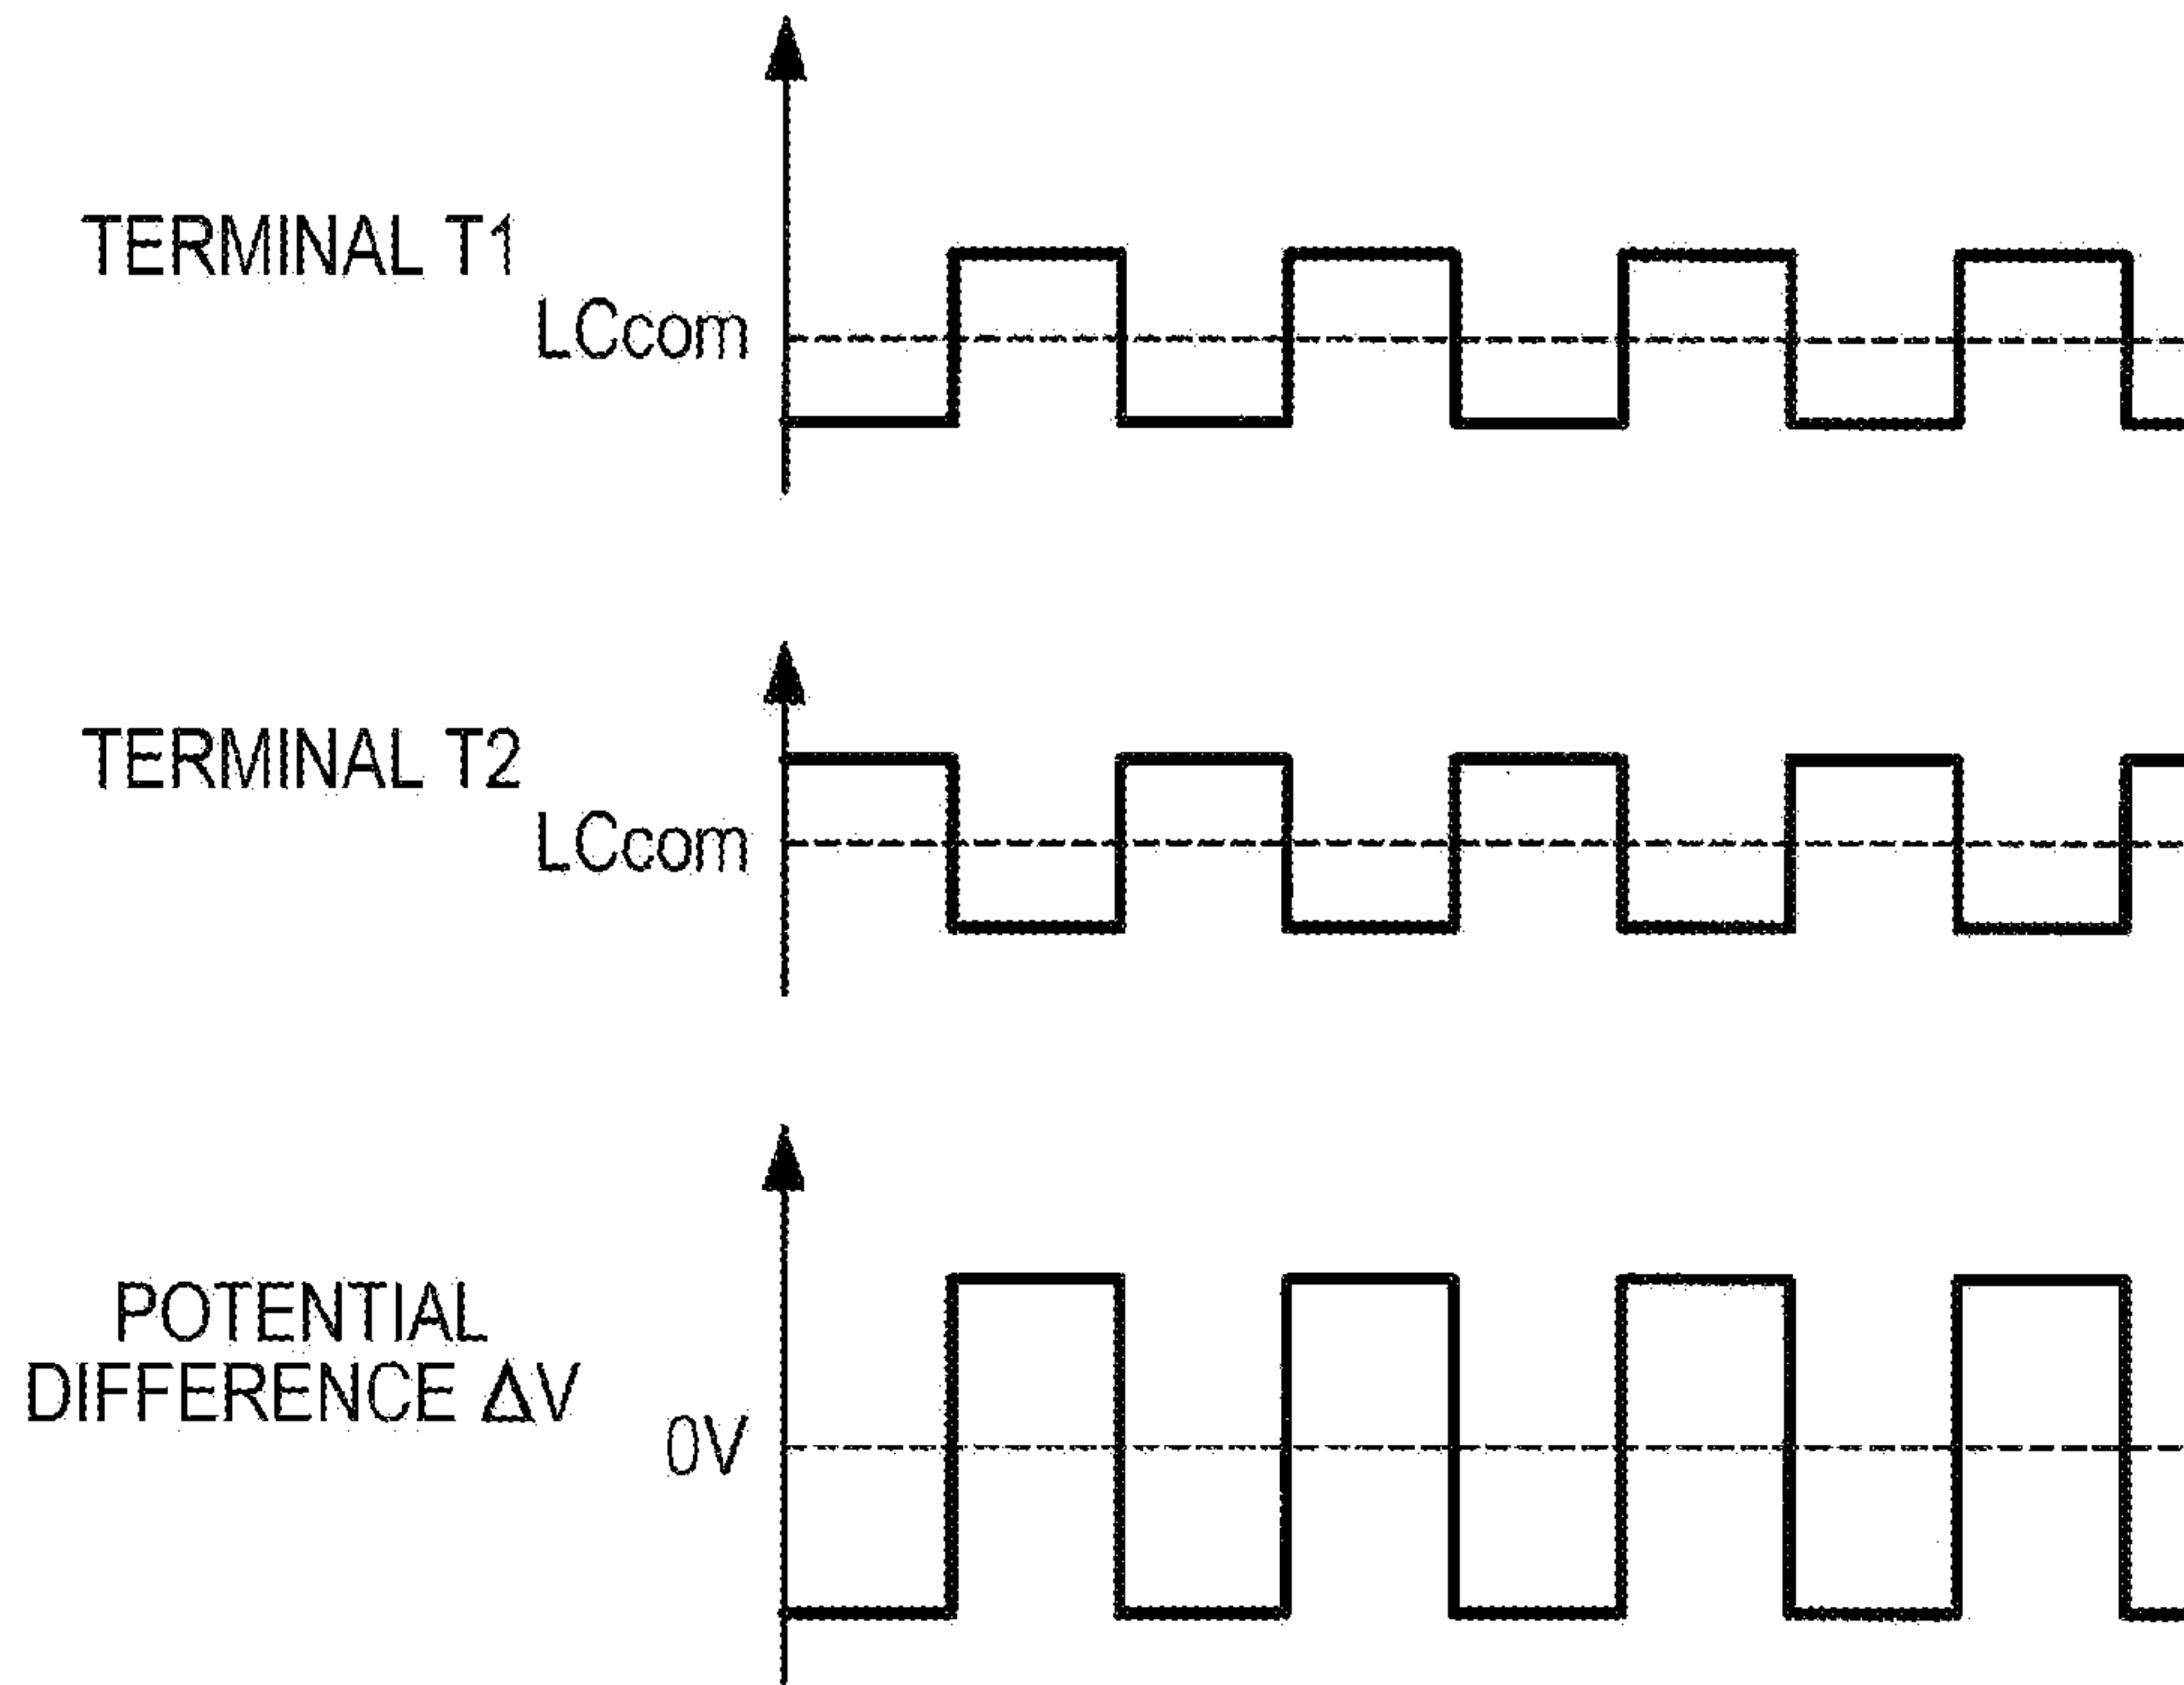 TERMINAL T1
LCcom
TERMINAL T2
LCcom
POTENTIAL
DIFFERENCE ΔV
0V